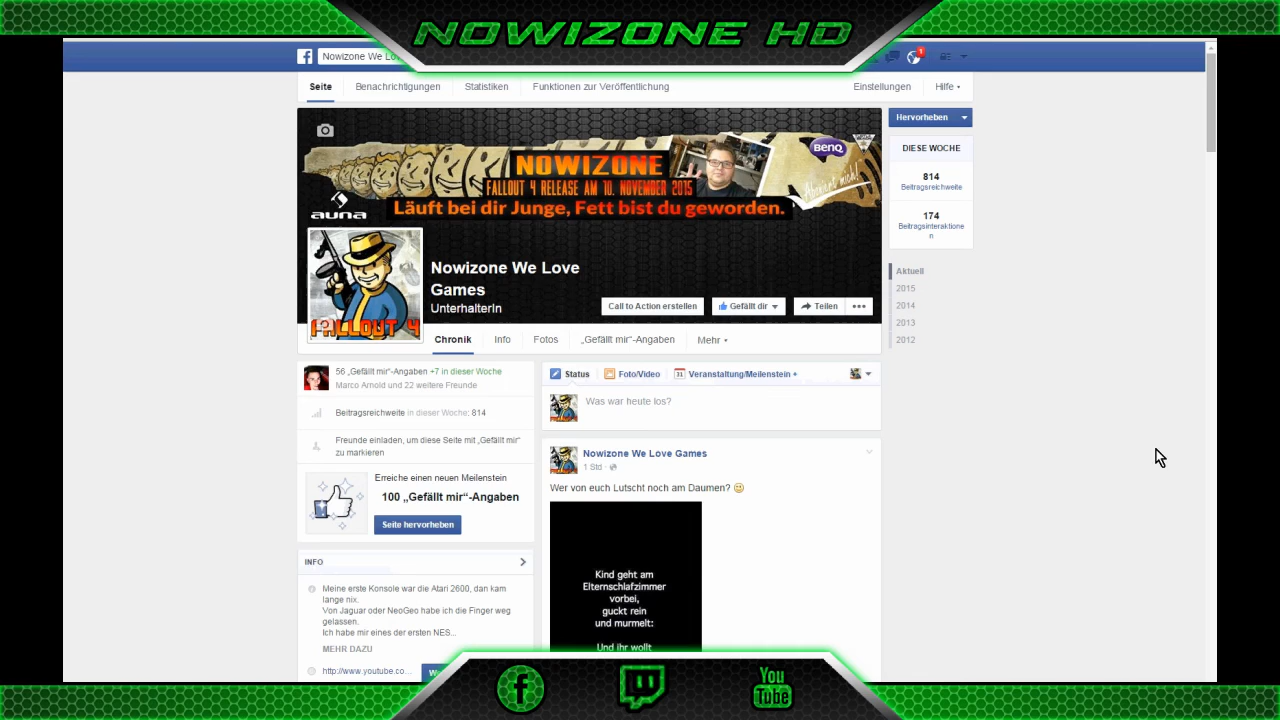 NOWIZONE HD
Nowizone We Lo
1
Seite Benachrichtigungen Statistiken Funktionen zur Veröffentlichung Einstellungen Hilfe
Hervorheben
DIESE WOCHE
814
Beitragsreichweite
174
Beitragsinteraktione
n
Aktuell
2015
2014
2013
2012
BenQ
NOWIZONE
FALLOUT 4 RELEASE AM 10. NOVEMBER 2015
Abonniert mich!
Läuft bei dir Junge, Fett bist du geworden.
auna
FALLOUT 4
Nowizone We Love
Games
UnterhalterIn
Call to Action erstellen Gefällt dir Teilen •••
Chronik Info Fotos „Gefällt mir“-Angaben Mehr
56 „Gefällt mir“-Angaben +7 in dieser Woche
Marco Arnold und 22 weitere Freunde
Beitragsreichweite in dieser Woche: 814
Freunde einladen, um diese Seite mit „Gefällt mir“
zu markieren
Erreiche einen neuen Meilenstein
100 „Gefällt mir“-Angaben
Seite hervorheben
INFO
Meine erste Konsole war die Atari 2600, dan kam
lange nix.
Von Jaguar oder NeoGeo habe ich die Finger weg
gelassen.
Ich habe mir eines der ersten NES...
MEHR DAZU
http://www.youtube.co...
Status Foto/Video 31 Veranstaltung/Meilenstein +
Was war heute los?
Nowizone We Love Games
1 Std ·
Wer von euch Lutscht noch am Daumen? 😉
Kind geht am
Elternschlafzimmer
vorbei,
guckt rein
und murmelt:
Und ihr wollt
You
Tube